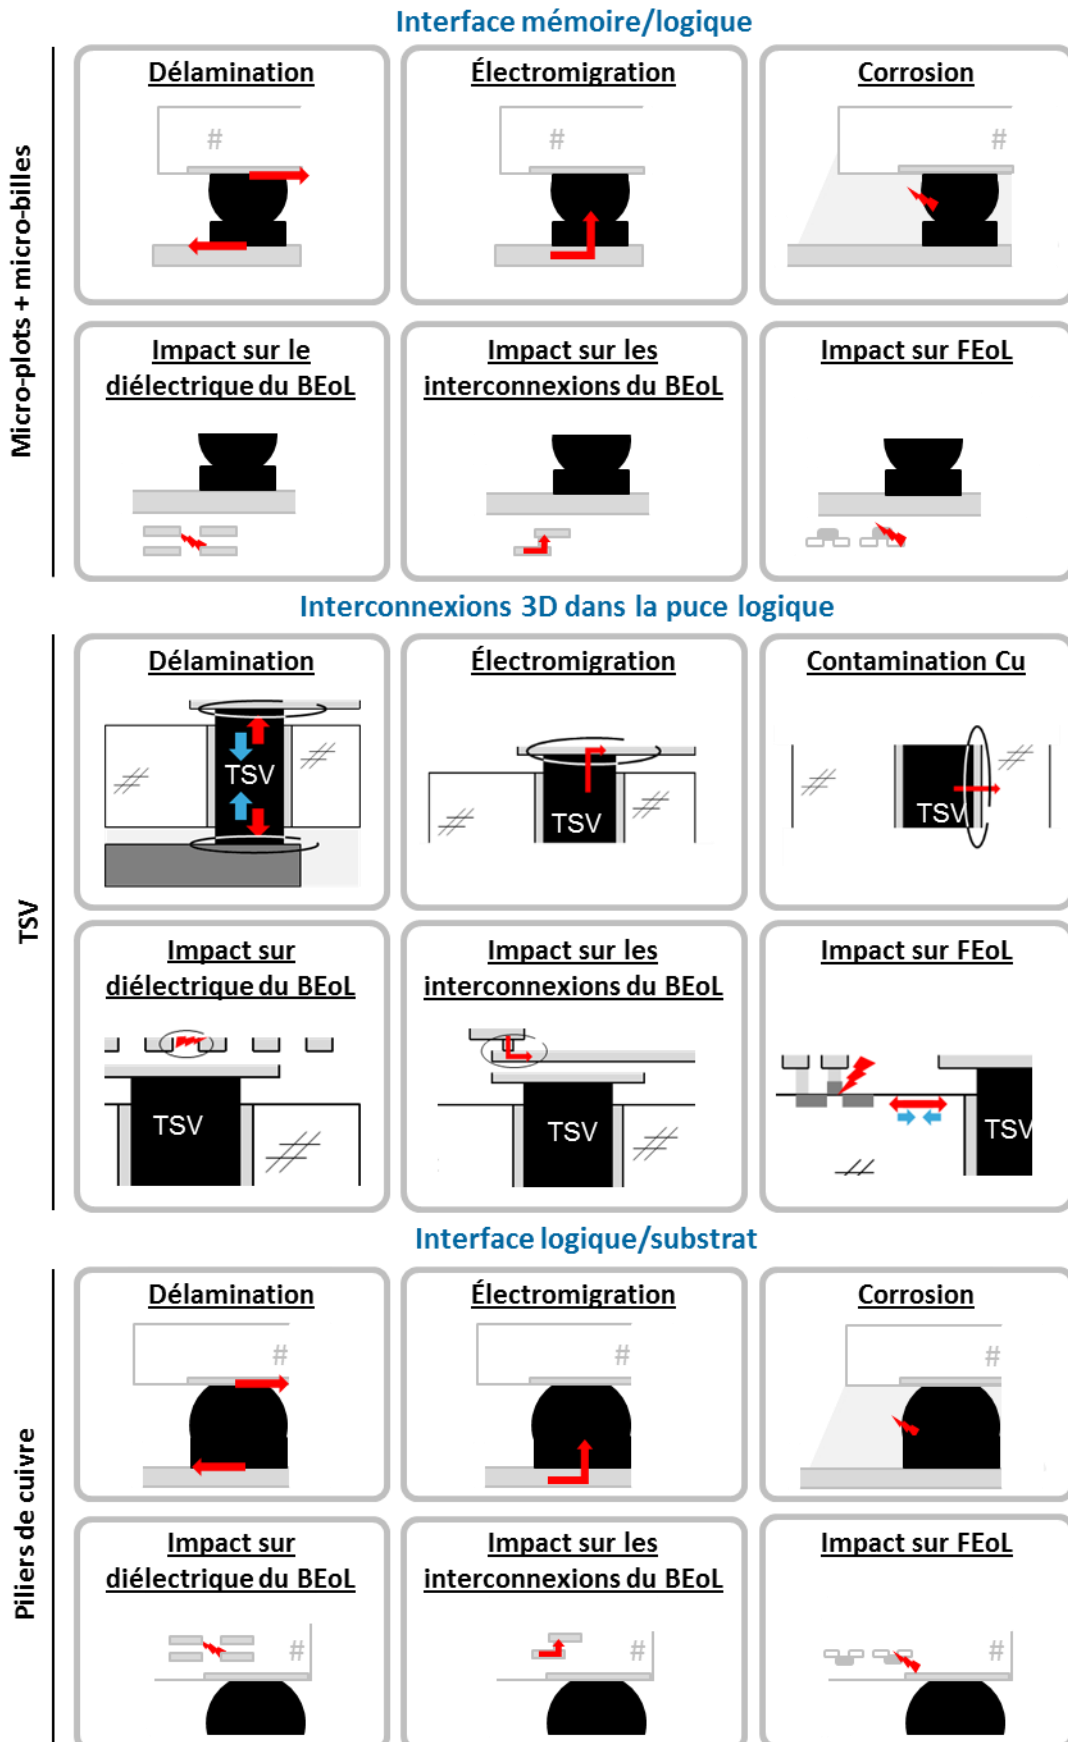 Interface mémoire/logique
Micro-plots + micro-billes
Délamination
Électromigration
Corrosion
#
#
#
Impact sur le
diélectrique du BEoL
Impact sur les
interconnexions du BEoL
Impact sur FEoL
Interconnexions 3D dans la puce logique
TSV
Délamination
TSV
Électromigration
TSV
Contamination Cu
TSV
Impact sur
diélectrique du BEoL
TSV
Impact sur les
interconnexions du BEoL
TSV
Impact sur FEoL
TSV
Interface logique/substrat
Piliers de cuivre
Délamination
Électromigration
Corrosion
#
#
#
Impact sur
diélectrique du BEoL
Impact sur les
interconnexions du BEoL
Impact sur FEoL
#
#
#